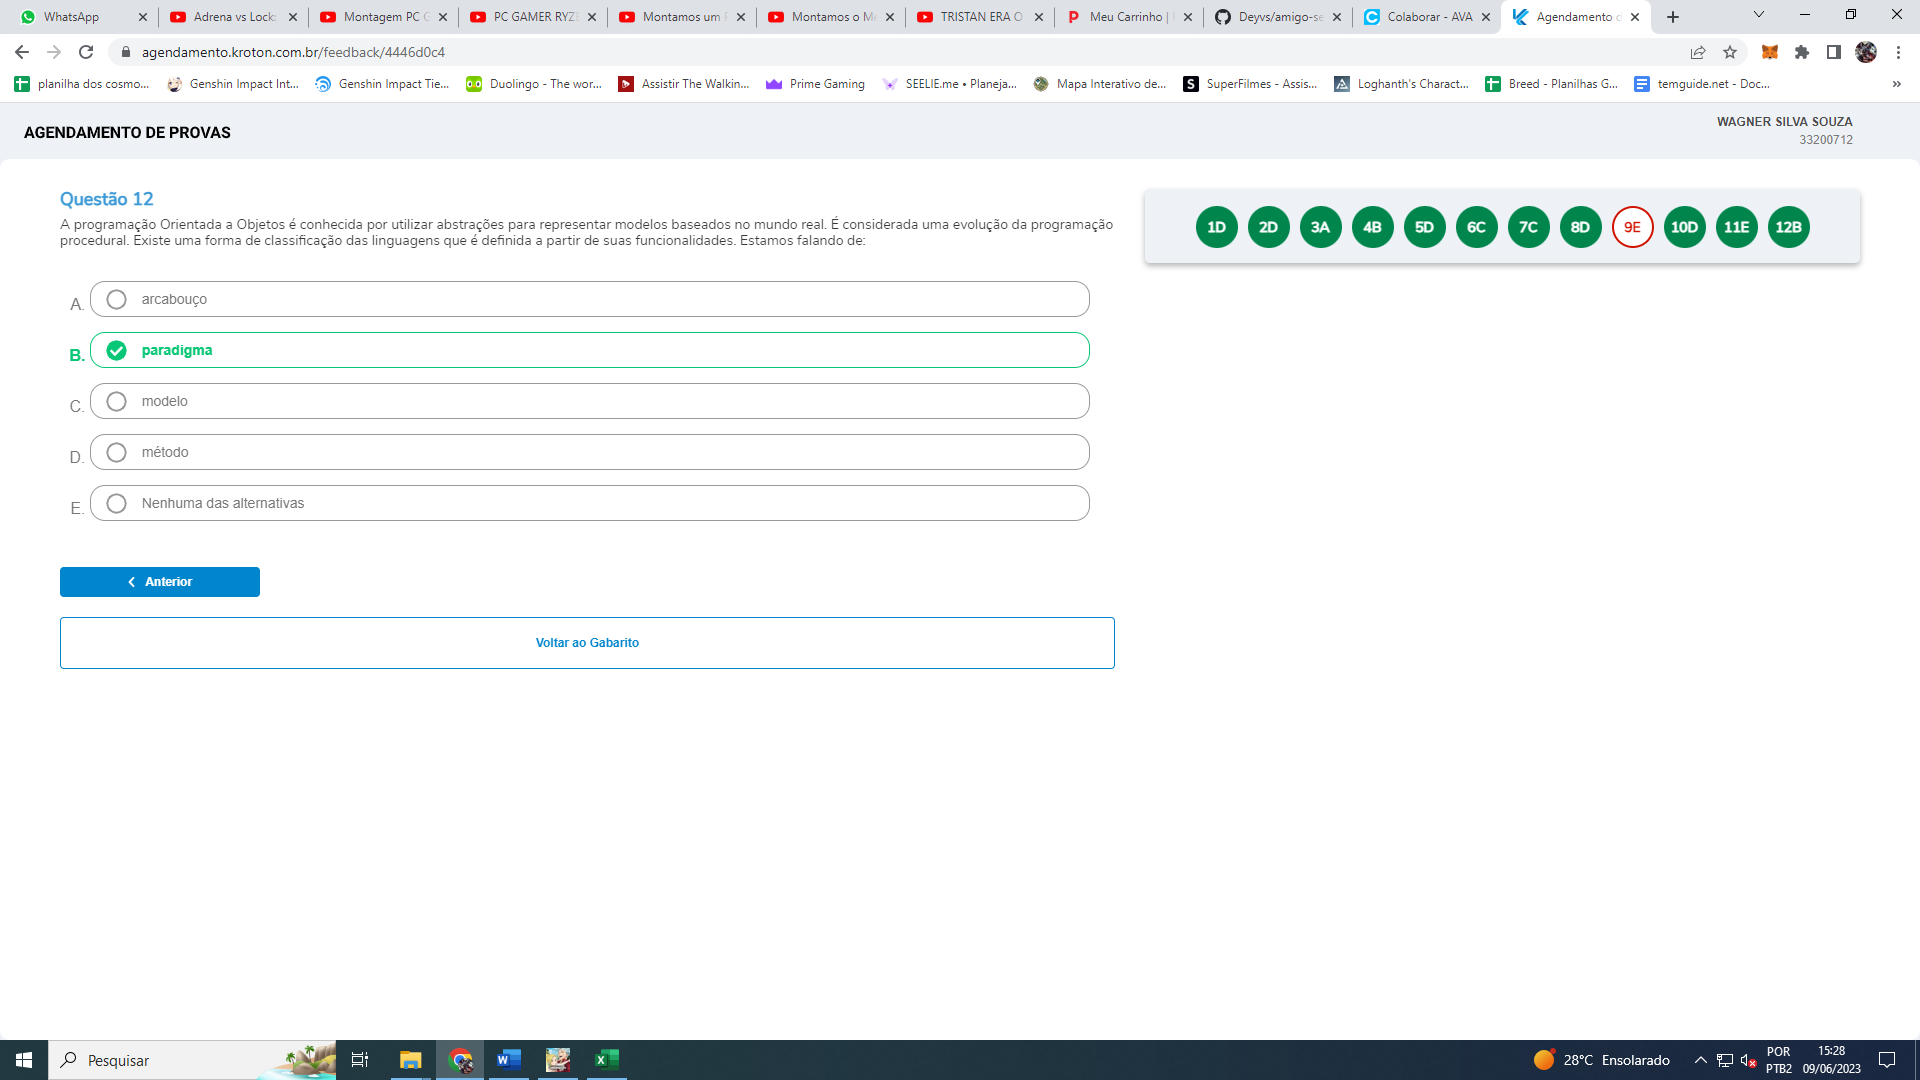 WhatsApp
Adrena vs Lock
Montagem PC G
PC GAMER RYZE
Montamos um
Montamos o Me
TRISTAN ERA O
Meu Carrinho |
Deyvs/amigo-se
Colaborar - AVA
Agendamento d
agendamento.kroton.com.br/feedback/4446d0c4
planilha dos cosmo...
Genshin Impact Int...
Genshin Impact Tie...
Duolingo - The wor...
Assistir The Walkin...
Prime Gaming
SEELIE.me • Planeja...
Mapa Interativo de...
SuperFilmes - Assis...
Loghanth's Charact...
Breed - Planilhas G...
temguide.net - Doc...
»
AGENDAMENTO DE PROVAS
WAGNER SILVA SOUZA
33200712
Questão 12
A programação Orientada a Objetos é conhecida por utilizar abstrações para representar modelos baseados no mundo real. É considerada uma evolução da programação
procedural. Existe uma forma de classificação das linguagens que é definida a partir de suas funcionalidades. Estamos falando de:
1D 2D 3A 4B 5D 6C 7C 8D 9E 10D 11E 12B
A. arcabouço
B. paradigma
C. modelo
D. método
E. Nenhuma das alternativas
Anterior
Voltar ao Gabarito
Pesquisar
28°C Ensolarado
POR
PTB2
15:28
09/06/2023